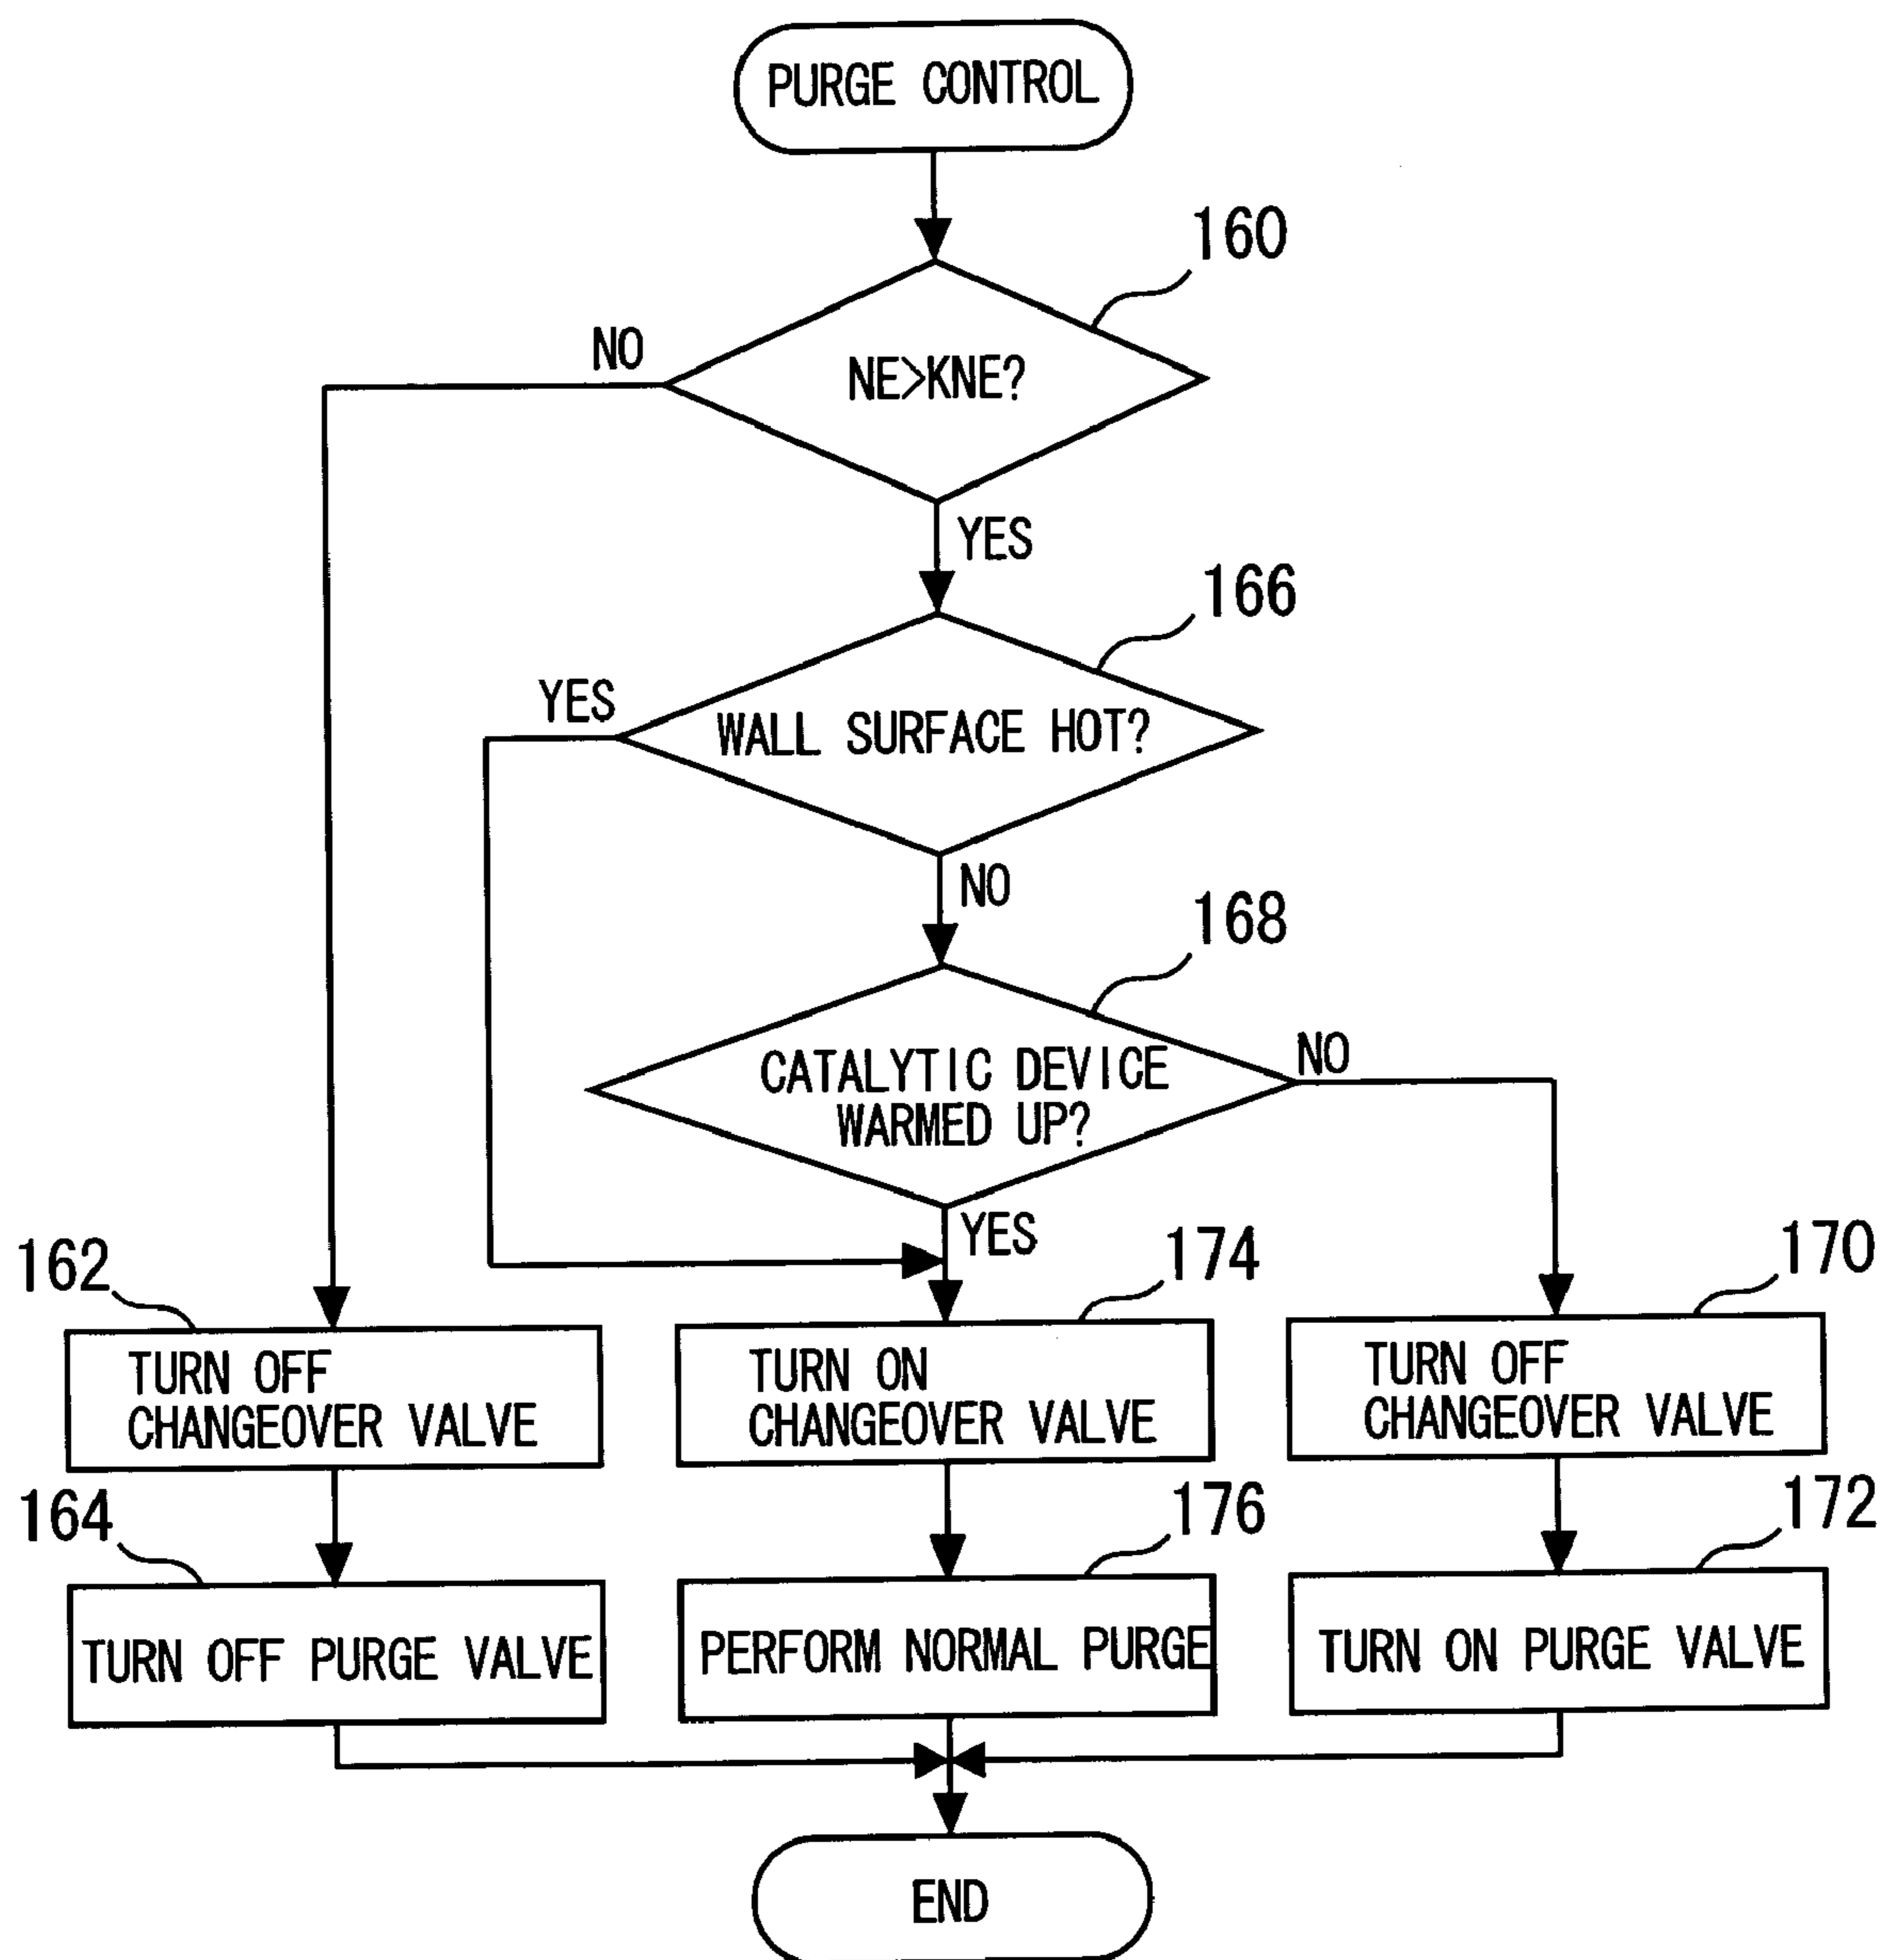 PURGE CONTROL
160
NO
NE>KNE?
YES
166
YES
WALL SURFACE HOT?
NO
168
NO
CATALYTIC DEVICE
WARMED UP?
YES
162
174
170
TURN OFF
CHANGEOVER VALVE
TURN ON
CHANGEOVER VALVE
TURN OFF
CHANGEOVER VALVE
164
176
172
TURN OFF PURGE VALVE
PERFORM NORMAL PURGE
TURN ON PURGE VALVE
END